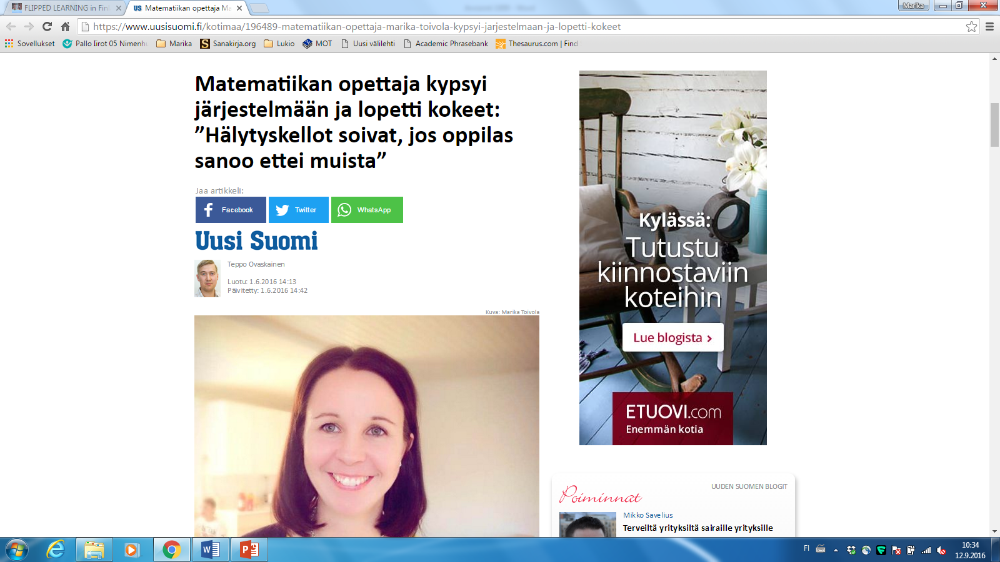 FLIPPED LEARNING in Fin
Matematiikan opettaja Ma
Marika
https://www.uusisuomi.fi/kotimaa/196489-matematiikan-opettaja-marika-toivola-kypsyi-jarjestelmaan-ja-lopetti-kokeet
Sovellukset
Pallo Iirot 05 Nimenhu
Marika
Sanakirja.org
Lukio
MOT
Uusi välilehti
Academic Phrasebank
Thesaurus.com | Find
Matematiikan opettaja kypsyi
järjestelmään ja lopetti kokeet:
”Hälytyskellot soivat, jos oppilas
sanoo ettei muista”
Jaa artikkeli:
Facebook
Twitter
WhatsApp
Uusi Suomi
Teppo Ovaskainen
Luotu: 1.6.2016 14:13
Päivitetty: 1.6.2016 14:42
Kuva: Marika Toivola
Kylässä:
Tutustu
kiinnostaviin
koteihin
Lue blogista
ETUOVI.com
Enemmän kotia
Poiminnat
UUDEN SUOMEN BLOGIT
Mikko Savelius
Terveiltä yrityksiltä sairaille yrityksille
FI
10:34
12.9.2016